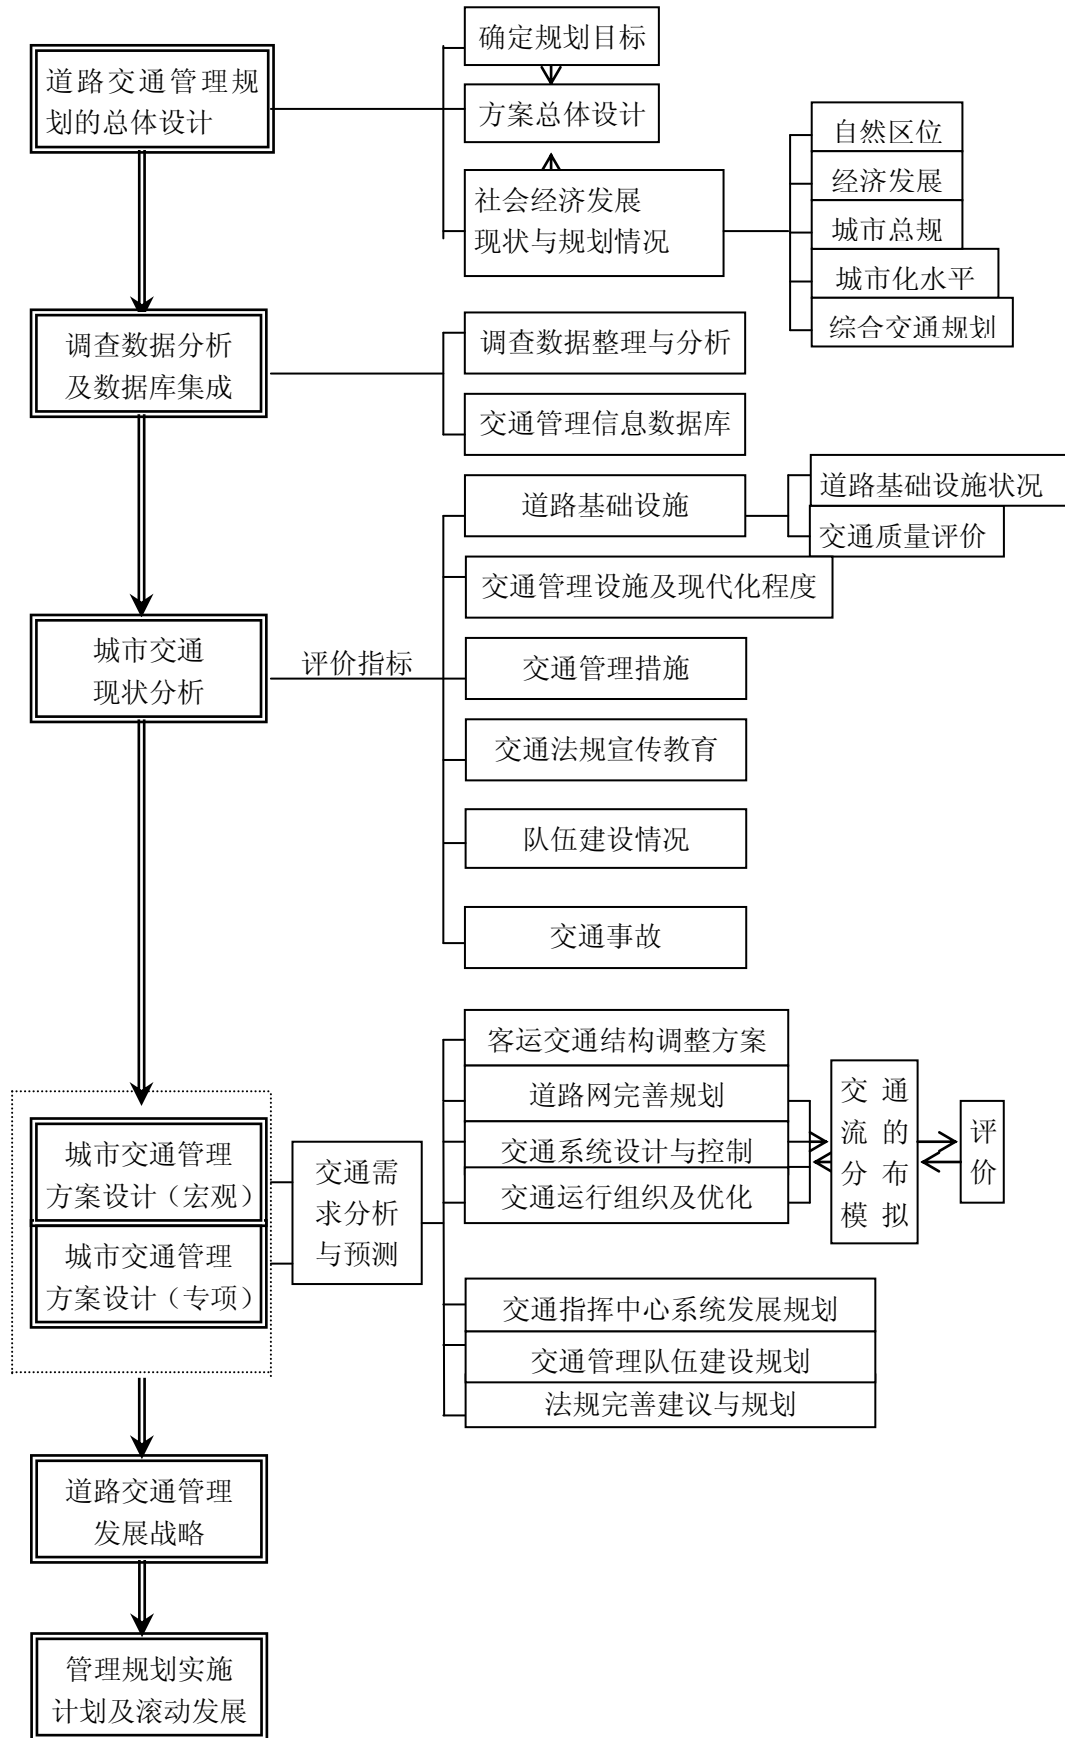 道路交通管理规
划的总体设计
确定规划目标
方案总体设计
社会经济发展
现状与规划情况
自然区位
经济发展
城市总规
城市化水平
综合交通规划
调查数据分析
及数据库集成
调查数据整理与分析
交通管理信息数据库
城市交通
现状分析
评价指标
道路基础设施
道路基础设施状况
交通质量评价
交通管理设施及现代化程度
交通管理措施
交通法规宣传教育
队伍建设情况
交通事故
城市交通管理
方案设计（宏观）
城市交通管理
方案设计（专项）
交通需
求分析
与预测
客运交通结构调整方案
道路网完善规划
交通系统设计与控制
交通运行组织及优化
交通
流的
分布
模拟
评
价
交通指挥中心系统发展规划
交通管理队伍建设规划
法规完善建议与规划
道路交通管理
发展战略
管理规划实施
计划及滚动发展